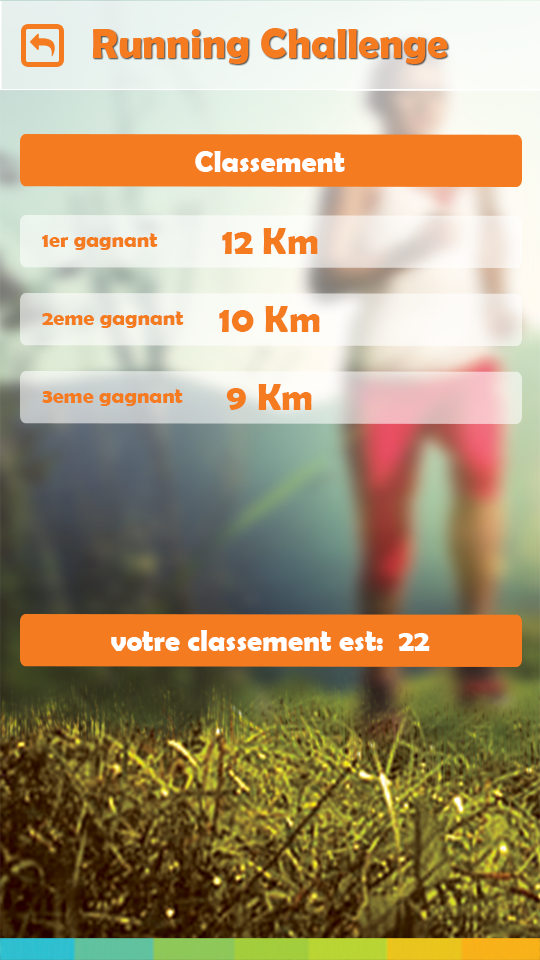 Running Challenge
Classement
1er gagnant 12 Km
2eme gagnant 10 Km
3eme gagnant 9 Km
votre classement est: 22